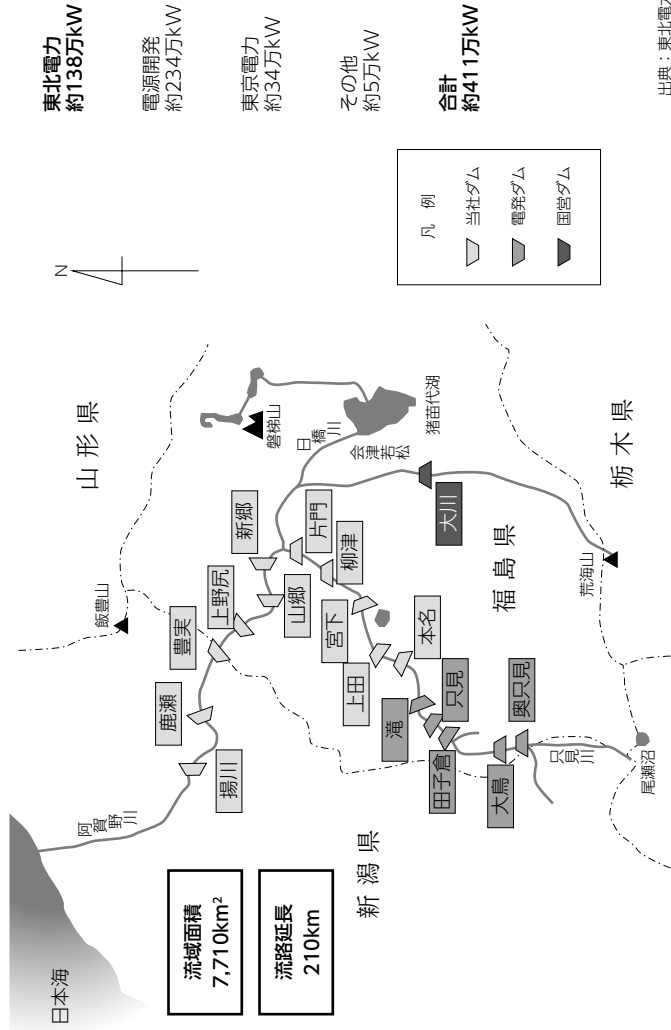 日本海
阿賀野川
流域面積
7,710km²
流路延長
210km
新潟県
山形県
飯豊山
揚川
鹿瀬
豊実
上野尻
新郷
山郷
片門
柳津
宮下
上田
本名
滝
只見
田子倉
奥只見
大鳥
只見川
尾瀬沼
荒海山
大川
福島県
栃木県
会津若松
日橋川
磐梯山
猪苗代湖
N
凡 例
当社ダム
電発ダム
国営ダム
東北電力
約138万kW
電源開発
約234万kW
東京電力
約34万kW
その他
約5万kW
合計
約411万kW
出典：東北電力